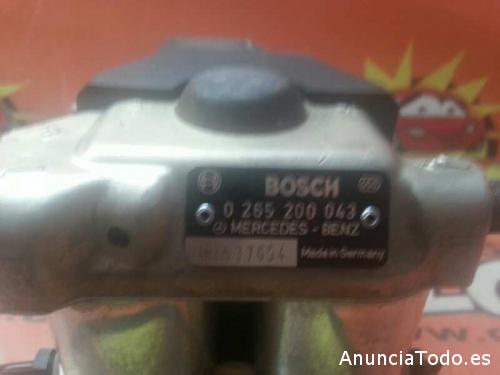 BOSCH
0 265 200 043
MERCEDES - BENZ
Made in Germany
AnunciaTodo.es